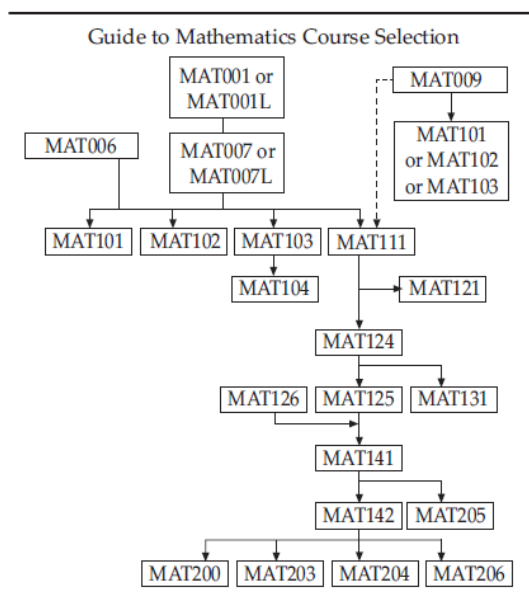 Guide to Mathematics Course Selection
MAT001 or
MAT001L
MAT009
MAT006
MAT007 or
MAT007L
MAT101
or MAT102
or MAT103
MAT101
MAT102
MAT103
MAT111
MAT104
MAT121
MAT124
MAT126
MAT125
MAT131
MAT141
MAT142
MAT205
MAT200
MAT203
MAT204
MAT206